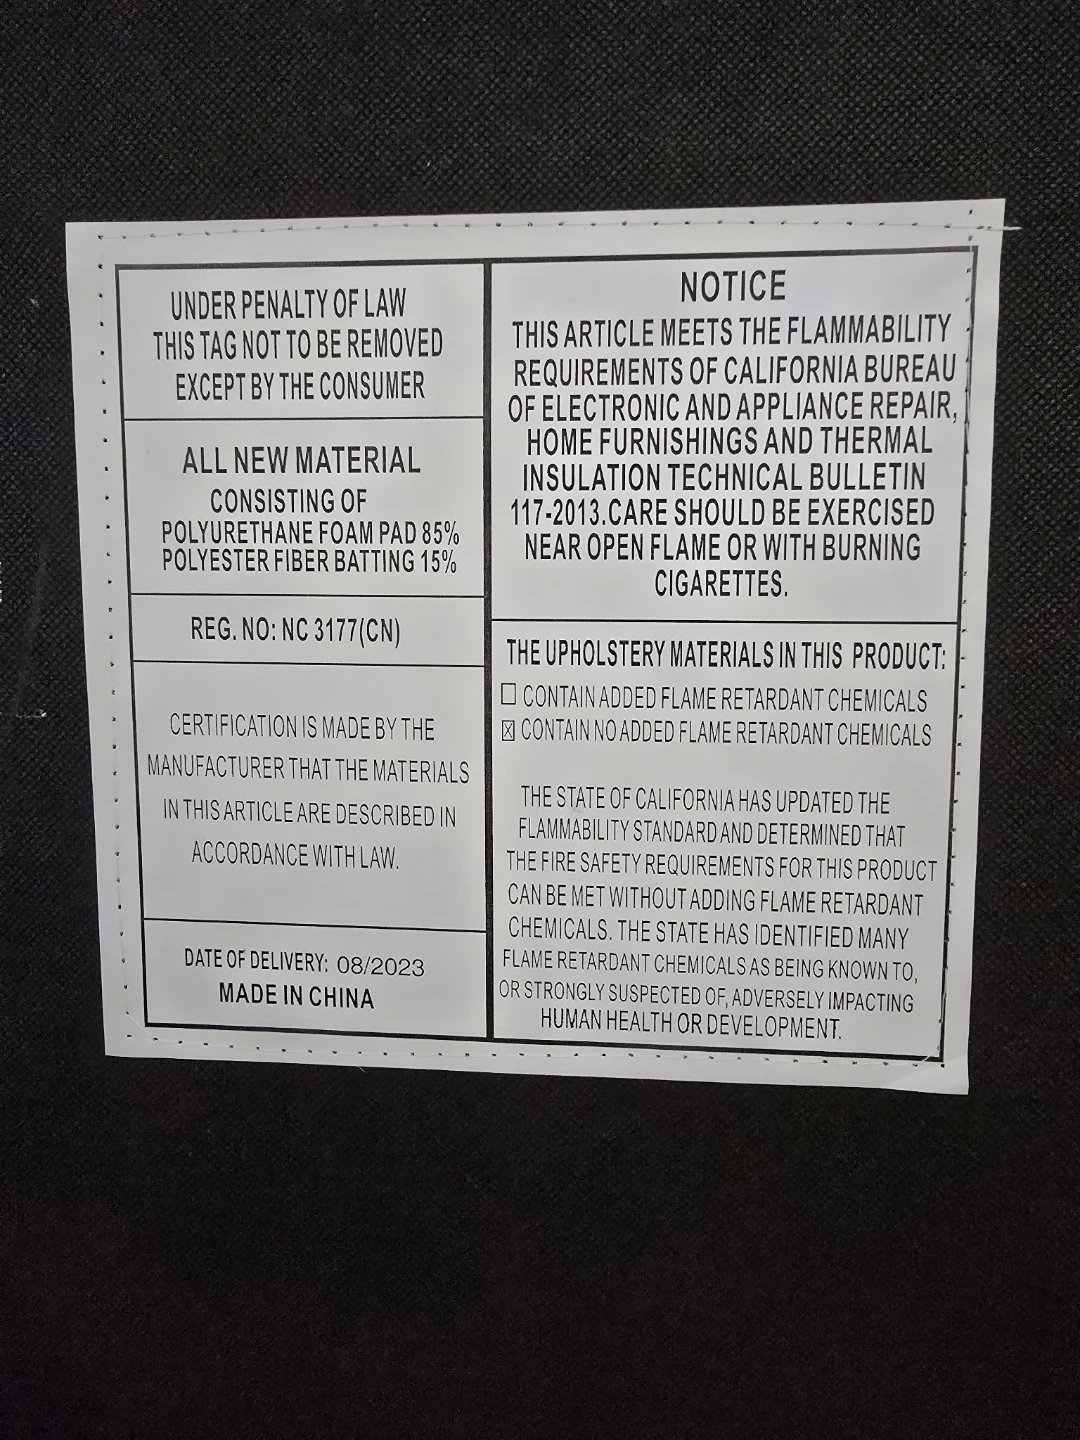 UNDER PENALTY OF LAW
THIS TAG NOT TO BE REMOVED
EXCEPT BY THE CONSUMER
ALL NEW MATERIAL
CONSISTING OF
POLYURETHANE FOAM PAD 85%
POLYESTER FIBER BATTING 15%
REG. NO: NC 3177(CN)
CERTIFICATION IS MADE BY THE
MANUFACTURER THAT THE MATERIALS
IN THIS ARTICLE ARE DESCRIBED IN
ACCORDANCE WITH LAW.
DATE OF DELIVERY: 08/2023
MADE IN CHINA
NOTICE
THIS ARTICLE MEETS THE FLAMMABILITY
REQUIREMENTS OF CALIFORNIA BUREAU
OF ELECTRONIC AND APPLIANCE REPAIR,
HOME FURNISHINGS AND THERMAL
INSULATION TECHNICAL BULLETIN
117-2013.CARE SHOULD BE EXERCISED
NEAR OPEN FLAME OR WITH BURNING
CIGARETTES.
THE UPHOLSTERY MATERIALS IN THIS PRODUCT:
☐ CONTAIN ADDED FLAME RETARDANT CHEMICALS
☒ CONTAIN NO ADDED FLAME RETARDANT CHEMICALS
THE STATE OF CALIFORNIA HAS UPDATED THE
FLAMMABILITY STANDARD AND DETERMINED THAT
THE FIRE SAFETY REQUIREMENTS FOR THIS PRODUCT
CAN BE MET WITHOUT ADDING FLAME RETARDANT
CHEMICALS. THE STATE HAS IDENTIFIED MANY
FLAME RETARDANT CHEMICALS AS BEING KNOWN TO,
OR STRONGLY SUSPECTED OF, ADVERSELY IMPACTING
HUMAN HEALTH OR DEVELOPMENT.